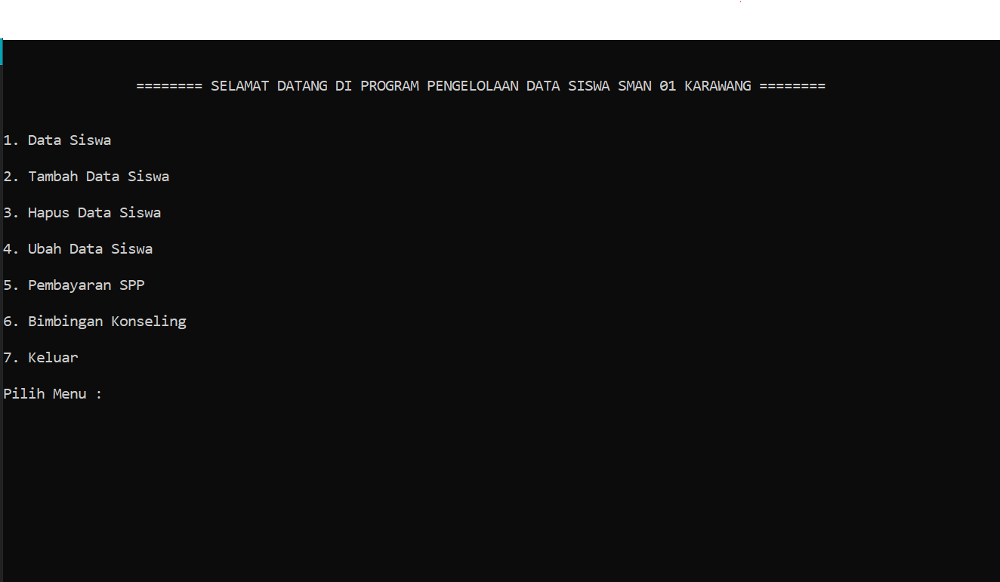 ======== SELAMAT DATANG DI PROGRAM PENGELOLAAN DATA SISWA SMAN 01 KARAWANG ========
1. Data Siswa
2. Tambah Data Siswa
3. Hapus Data Siswa
4. Ubah Data Siswa
5. Pembayaran SPP
6. Bimbingan Konseling
7. Keluar
Pilih Menu :